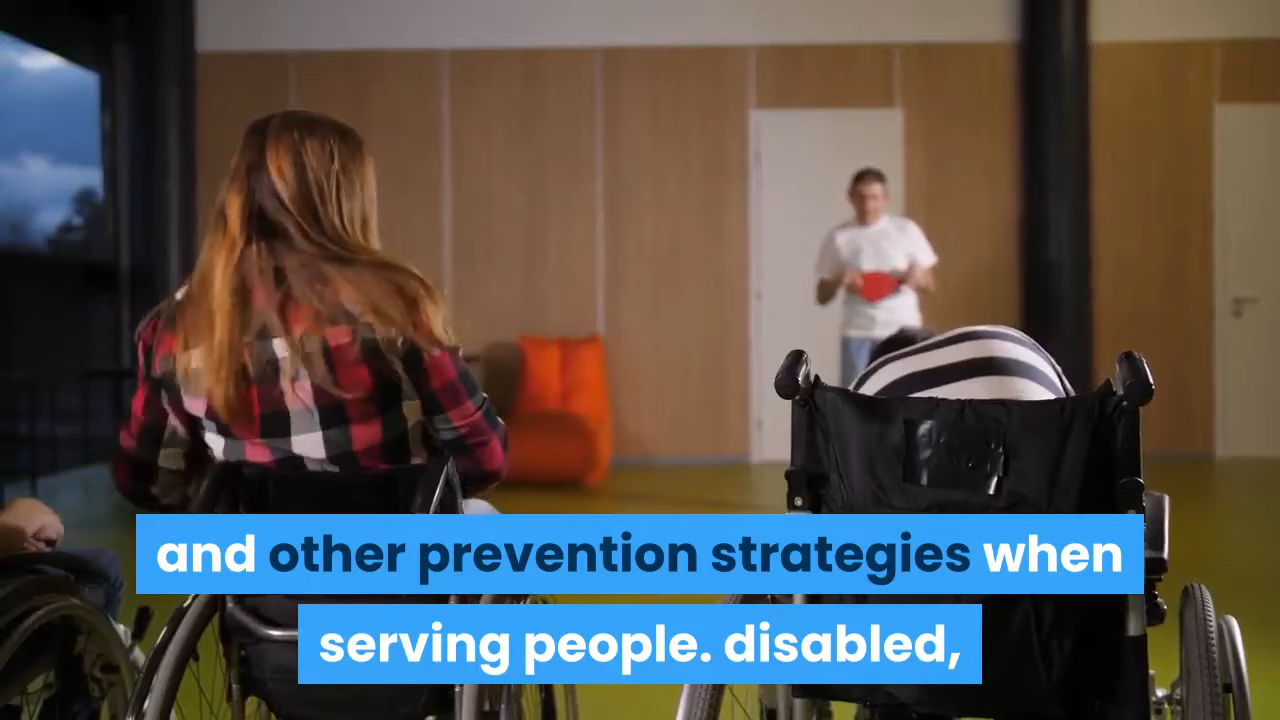 and other prevention strategies when
serving people. disabled,